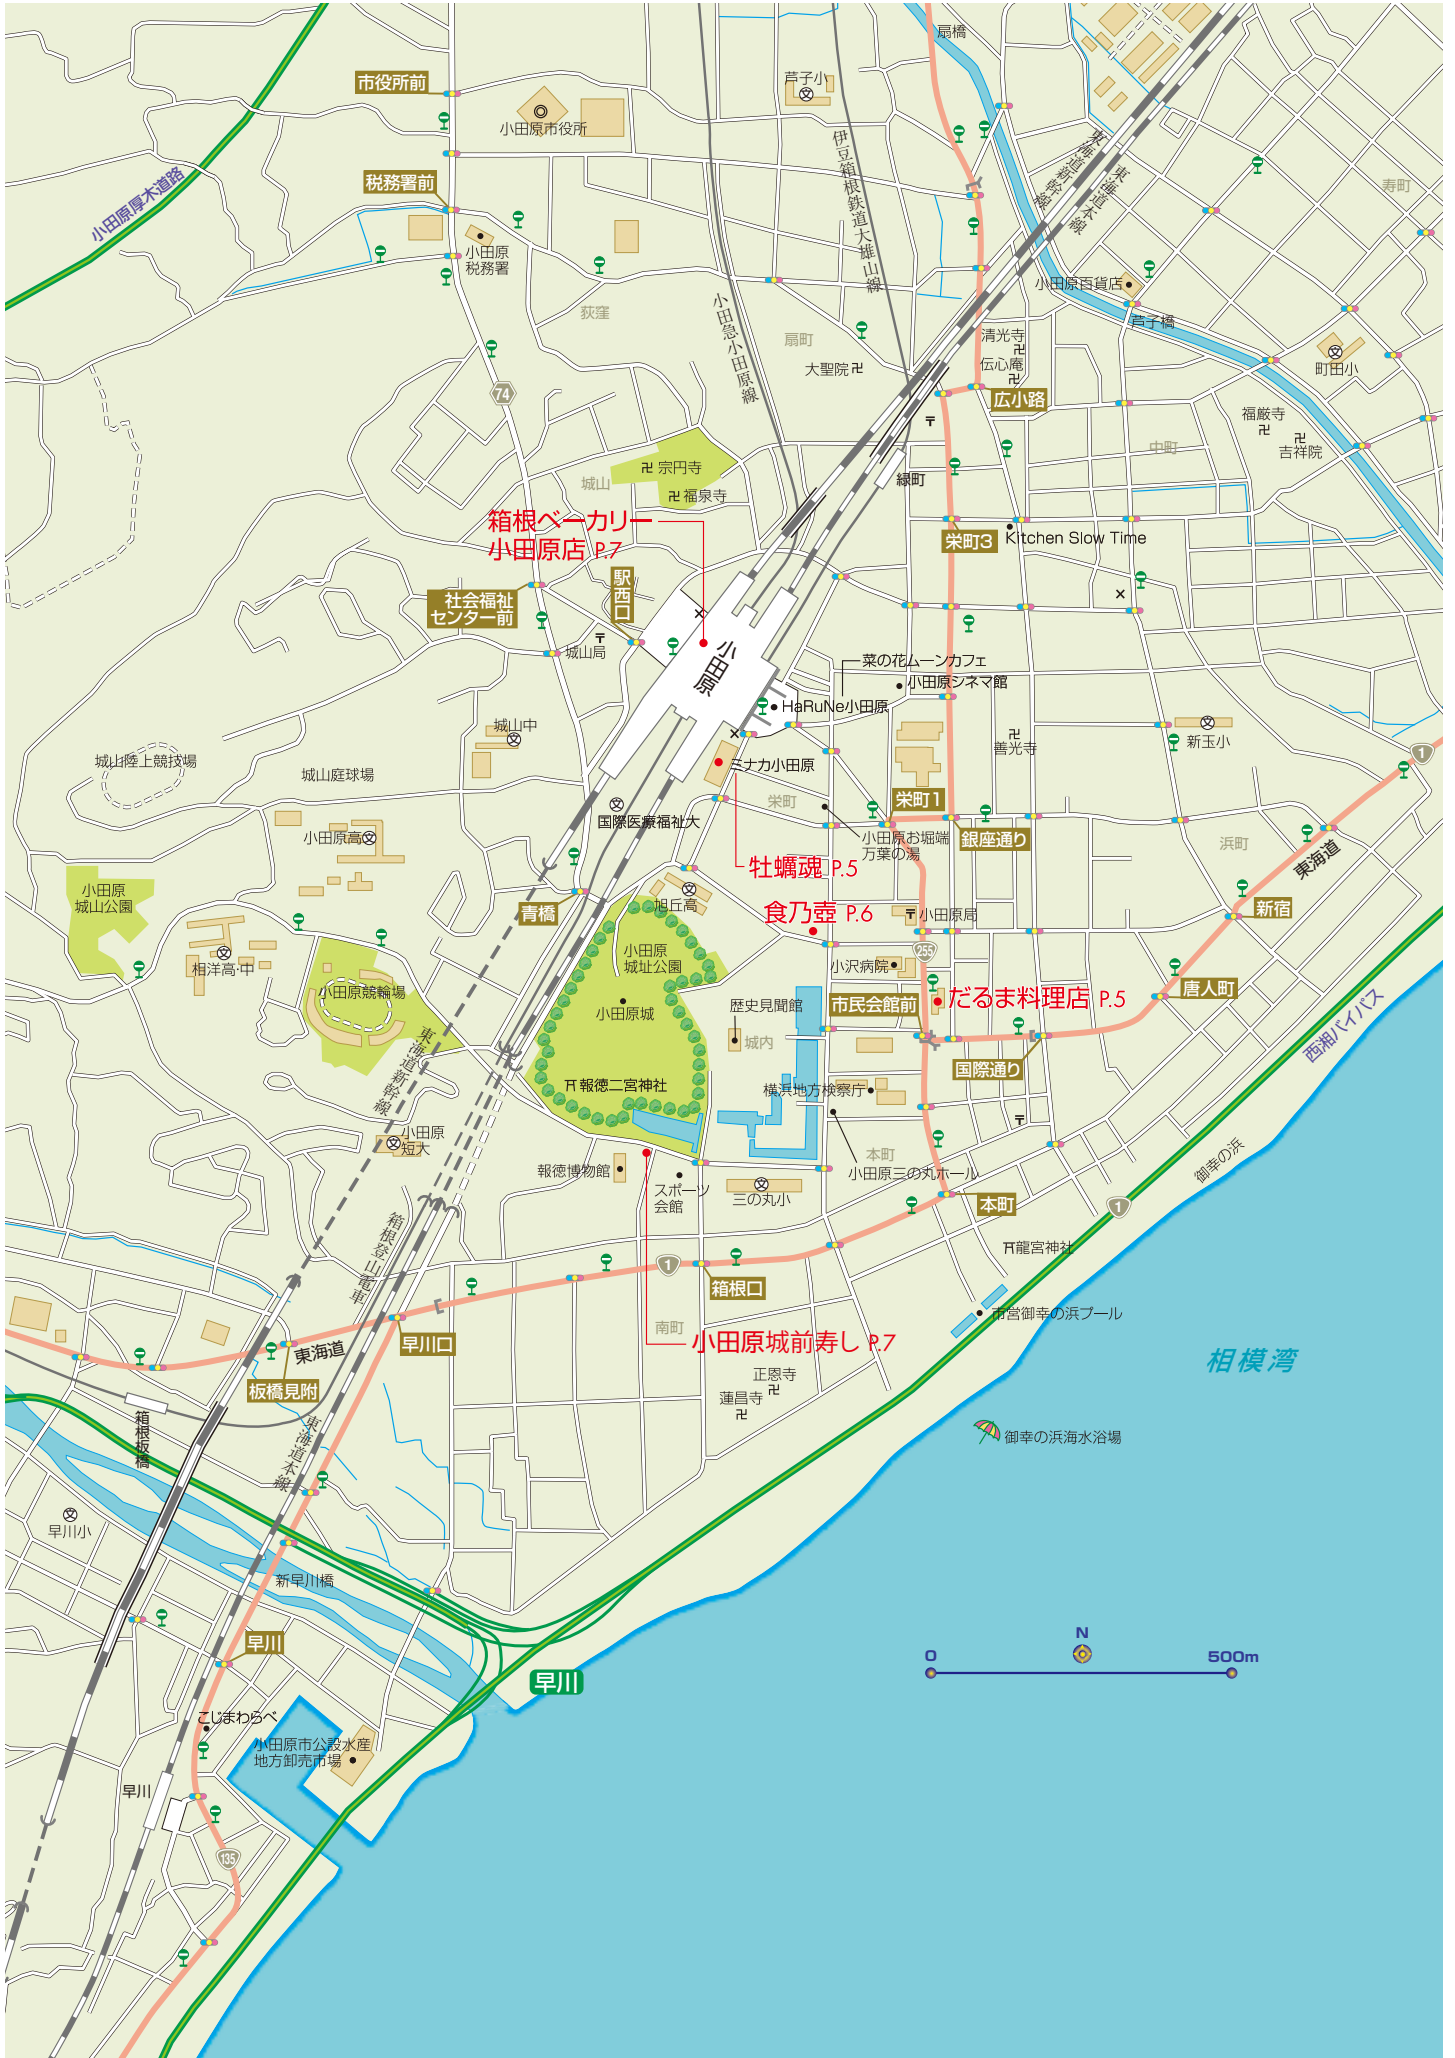 扇橋
市役所前
芦子小
小田原市役所
伊豆箱根鉄道大雄山線
東海道新幹線
東海道本線
税務署前
寿町
小田原厚木道路
小田原
税務署
小田原百貨店
荻窪
小田急小田原線
扇町
芦子橋
清光寺
伝心庵
大聖院
町田小
74
広小路
福厳寺
吉祥院
中町
城山
宗円寺
福泉寺
緑町
箱根ベーカリー
小田原店 P.7
栄町3
Kitchen Slow Time
駅西口
社会福祉
センター前
城山局
小田原
菜の花ムーンカフェ
小田原シネマ館
HaRuNe小田原
城山中
善光寺
新玉小
1
城山陸上競技場
城山庭球場
ミナカ小田原
栄町
栄町1
国際医療福祉大
小田原高
小田原お堀端
万葉の湯
銀座通り
浜町
東海道
牡蠣魂 P.5
小田原
城山公園
旭丘高
青橋
食乃壺 P.6
小田原局
新宿
小田原
城址公園
255
相洋高・中
小沢病院
唐人町
小田原競輪場
小田原城
歴史見聞館
市民会館前
だるま料理店 P.5
城内
西湘バイパス
東海道新幹線
国際通り
報徳二宮神社
横浜地方検察庁
小田原
短大
本町
小田原三の丸ホール
御幸の浜
報徳博物館
スポーツ
会館
三の丸小
本町
1
箱根登山電車
龍宮神社
1
箱根口
市営御幸の浜プール
南町
早川口
東海道
小田原城前寿し P.7
相模湾
板橋見附
正恩寺
蓮昌寺
箱根板橋
東海道本線
御幸の浜海水浴場
早川小
新早川橋
早川
早川
N
0
500m
こじまわらべ
小田原市公設水産
地方卸売市場
早川
135